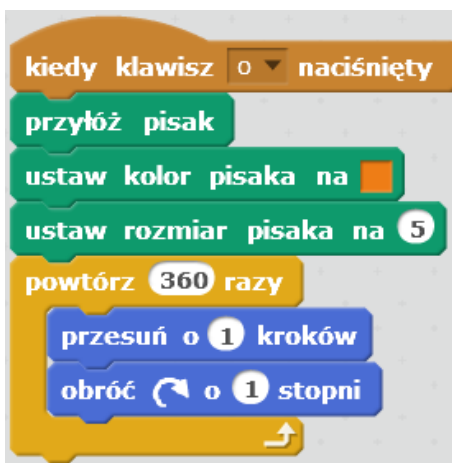 kiedy klawisz o naciśnięty
przyłóż pisak
ustaw kolor pisaka na
ustaw rozmiar pisaka na 5
powtórz 360 razy
przesuń o 1 kroków
obróć o 1 stopni